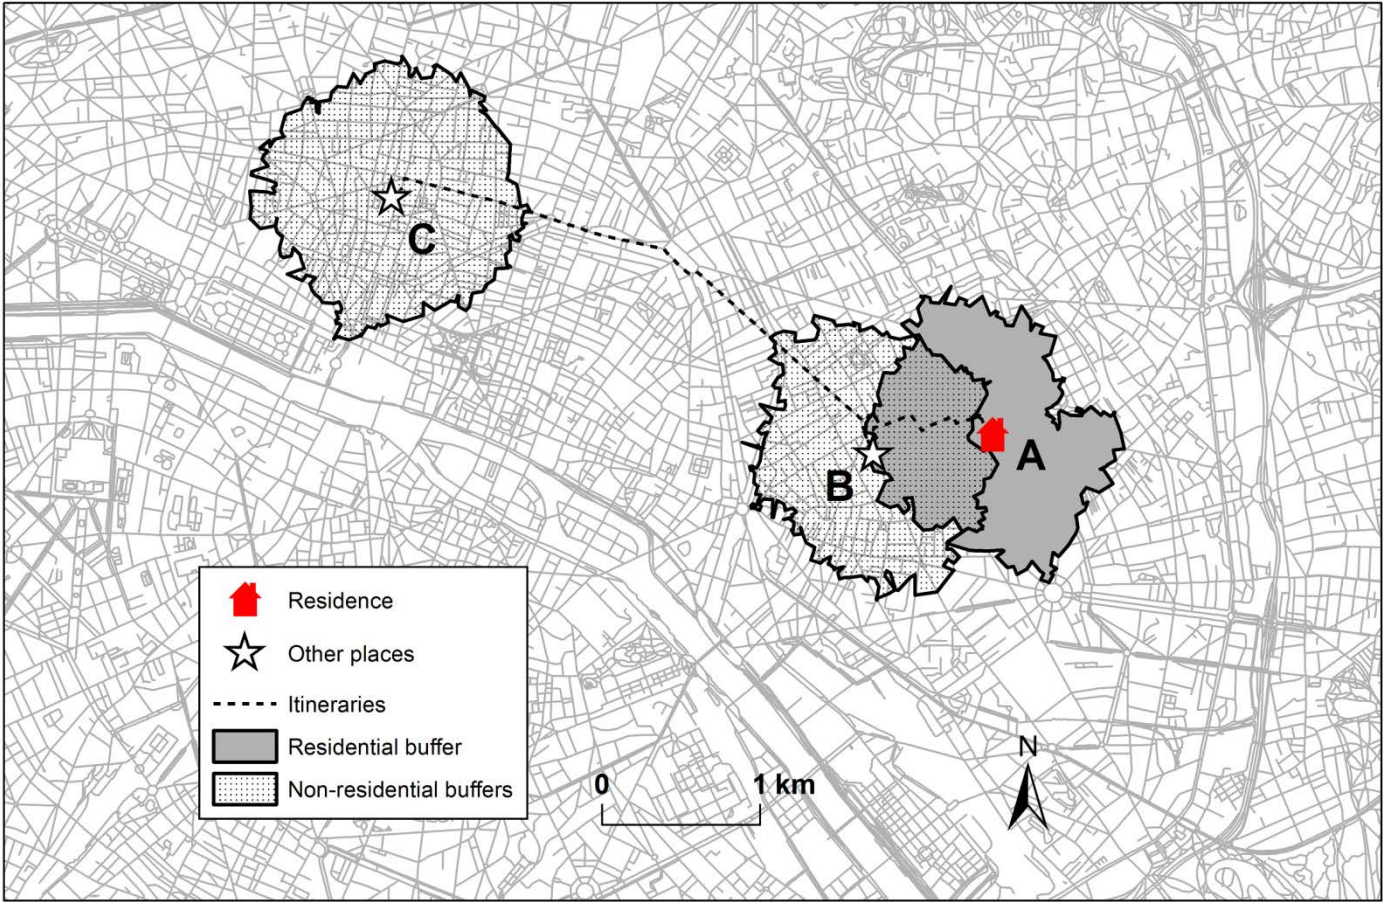 C
A
B
Residence
Other places
Itineraries
Residential buffer
Non-residential buffers
N
0 1 km